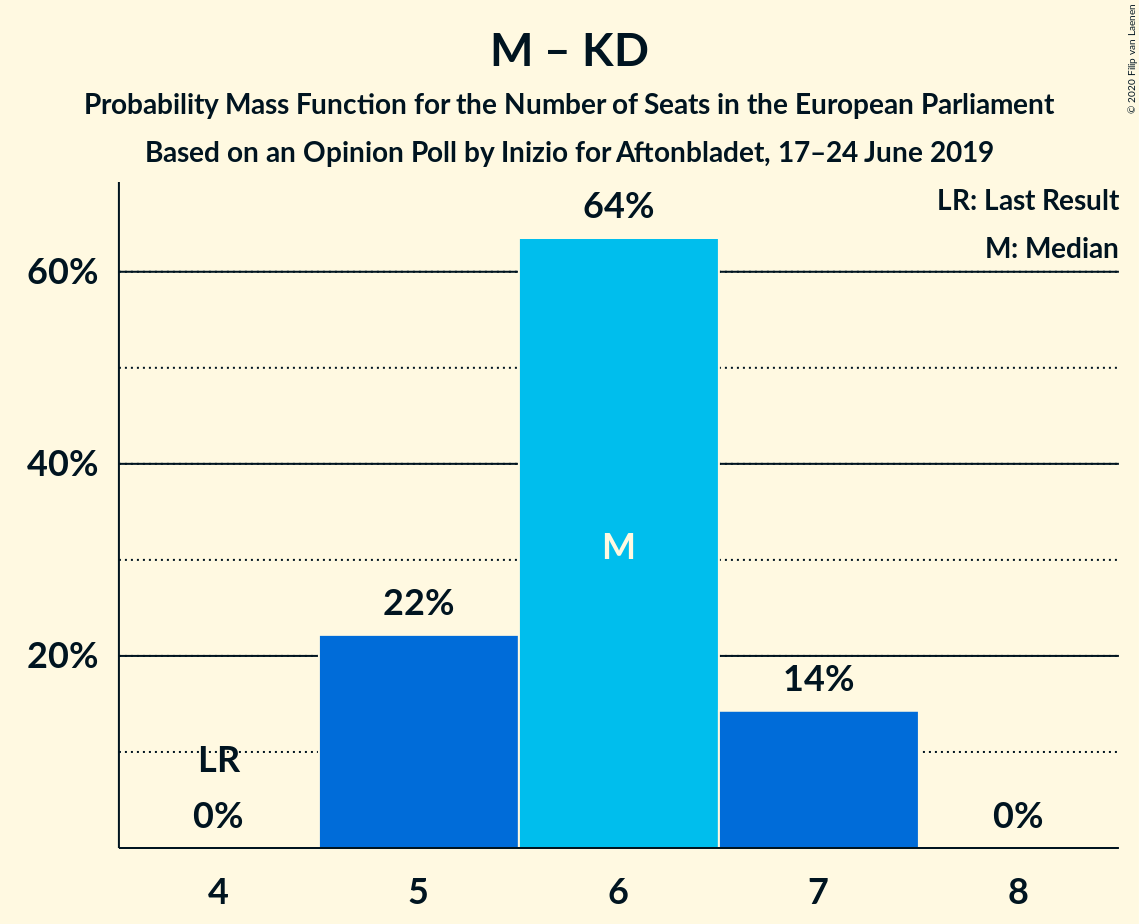 M – KD
Probability Mass Function for the Number of Seats in the European Parliament
Based on an Opinion Poll by Inizio for Aftonbladet, 17–24 June 2019
© 2020 Filip van Laenen
LR: Last Result
M: Median
64%
60%
40%
M
22%
20%
14%
LR
0%
0%
4
5
6
7
8